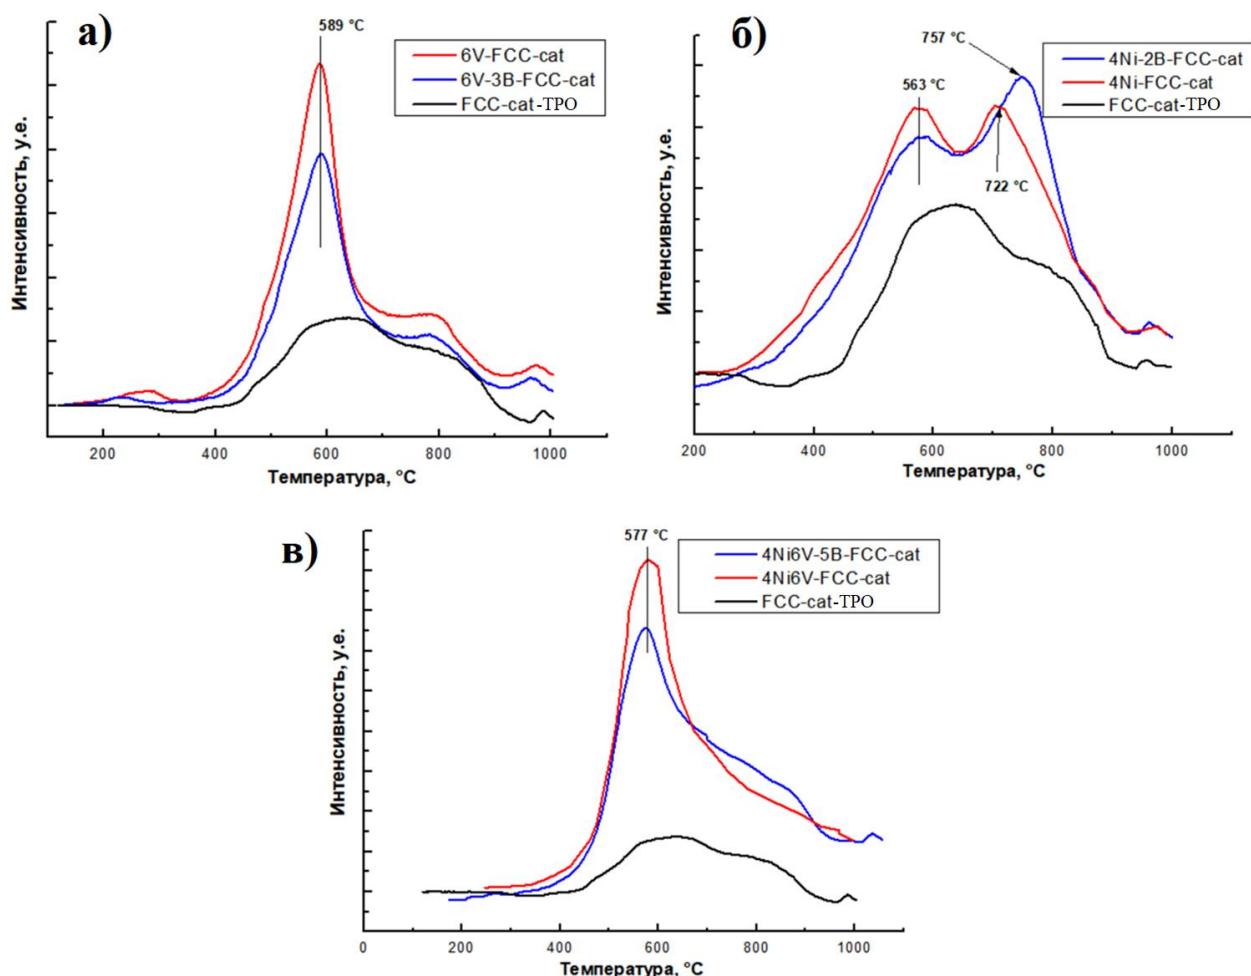 а)
589 °C
6V-FCC-cat
6V-3B-FCC-cat
FCC-cat-TPO
Интенсивность, у.е.
200 400 600 800 1000
Температура, °C
б)
757 °C
563 °C
722 °C
4Ni-2B-FCC-cat
4Ni-FCC-cat
FCC-cat-TPO
Интенсивность, у.е.
200 400 600 800 1000
Температура, °C
в)
577 °C
4Ni6V-5B-FCC-cat
4Ni6V-FCC-cat
FCC-cat-TPO
Интенсивность, у.е.
0 200 400 600 800 1000
Температура, °C